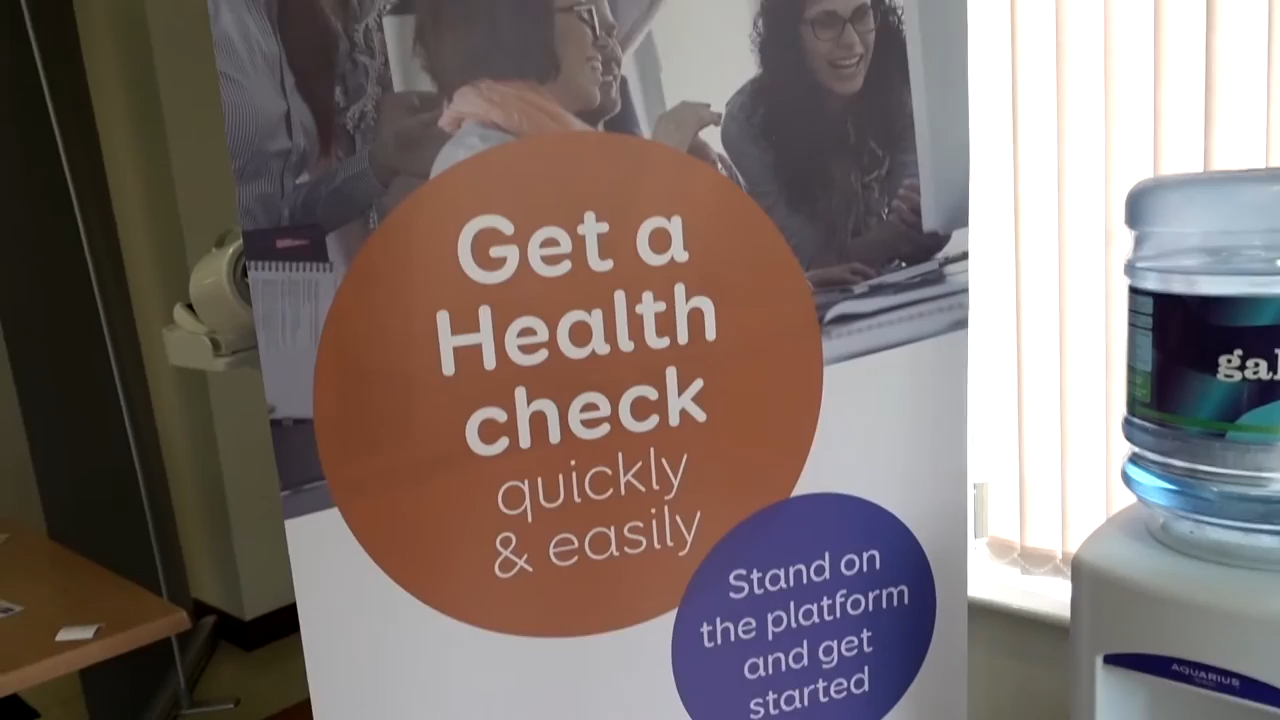 Get a
Health
check
quickly
& easily
Stand on
the platform
and get
started
AQUARIUS